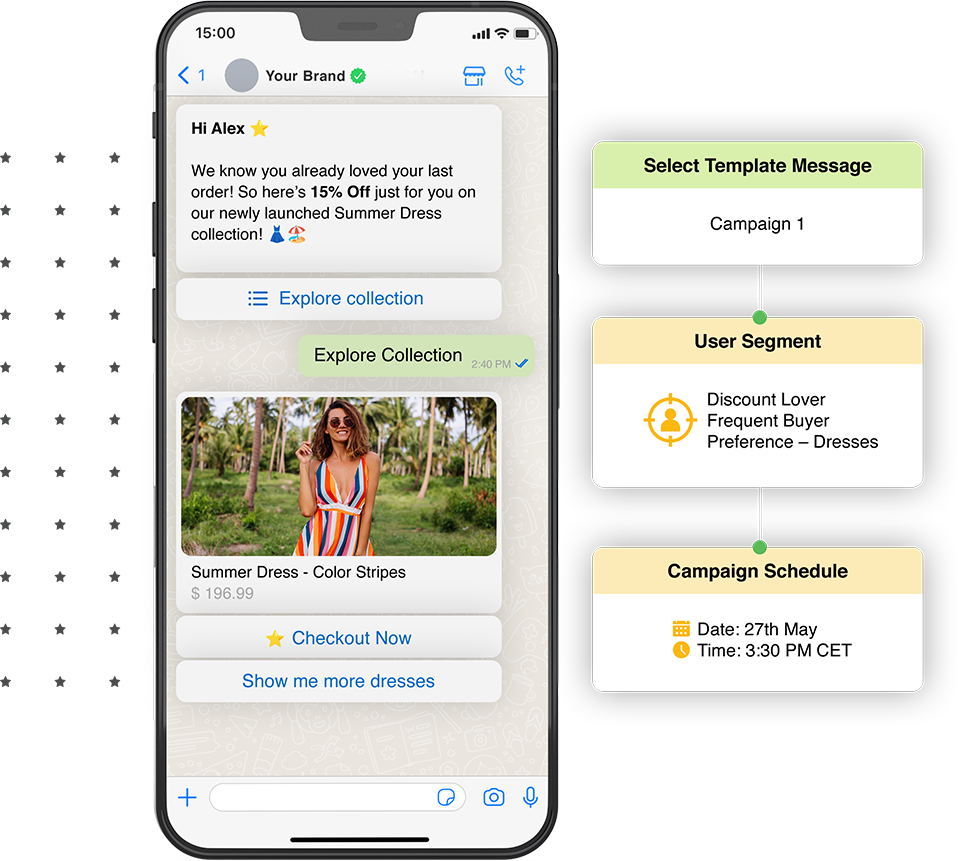 15:00
1
Your Brand
Hi Alex ⭐
We know you already loved your last
order! So here’s 15% Off just for you on
our newly launched Summer Dress
collection! 👗🏖️
Explore collection
Explore Collection
2:40 PM
Summer Dress - Color Stripes
$ 196.99
⭐ Checkout Now
Show me more dresses
Select Template Message
Campaign 1
User Segment
Discount Lover
Frequent Buyer
Preference – Dresses
Campaign Schedule
Date: 27th May
Time: 3:30 PM CET